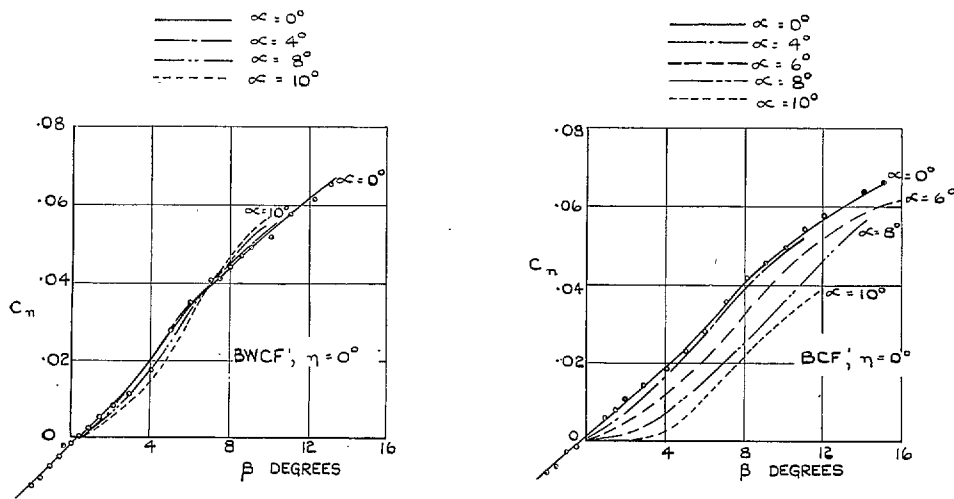 α = 0°
α = 4°
α = 8°
α = 10°
·08
·06
·04
·02
0
Cη
α = 0°
α = 10°
BWCF', η = 0°
4
8
12
16
β DEGREES
α = 0°
α = 4°
α = 6°
α = 8°
α = 10°
·08
·06
·04
·02
0
Cη
α = 0°
α = 6°
α = 8°
α = 10°
BCF', η = 0°
4
8
12
16
β DEGREES